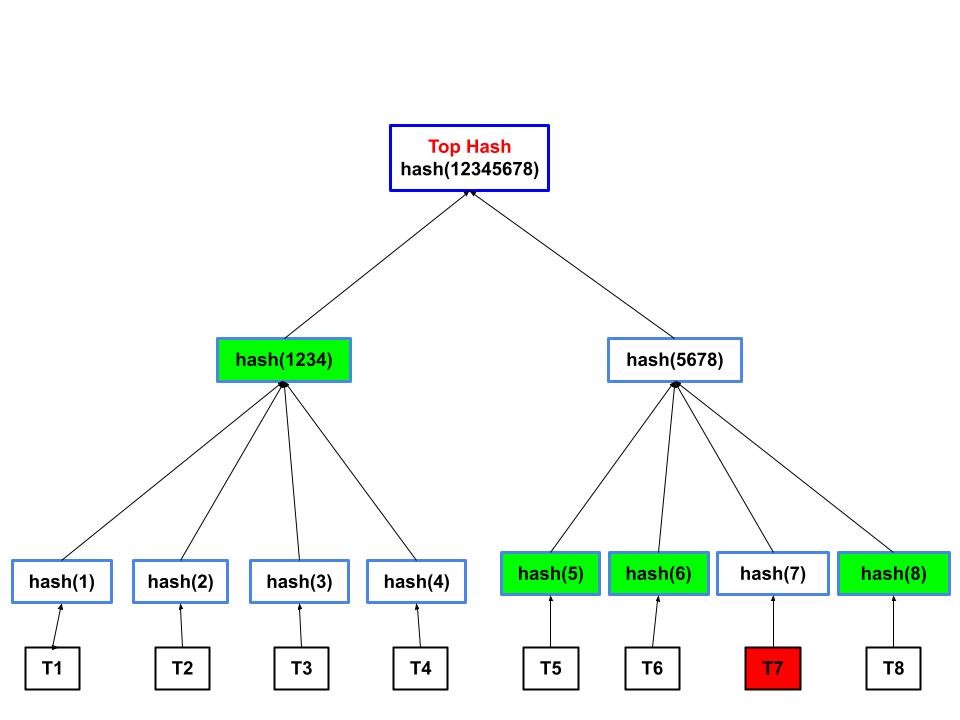 Top Hash
hash(12345678)
hash(1234)
hash(5678)
hash(1)
hash(2)
hash(3)
hash(4)
hash(5)
hash(6)
hash(7)
hash(8)
T1
T2
T3
T4
T5
T6
T7
T8